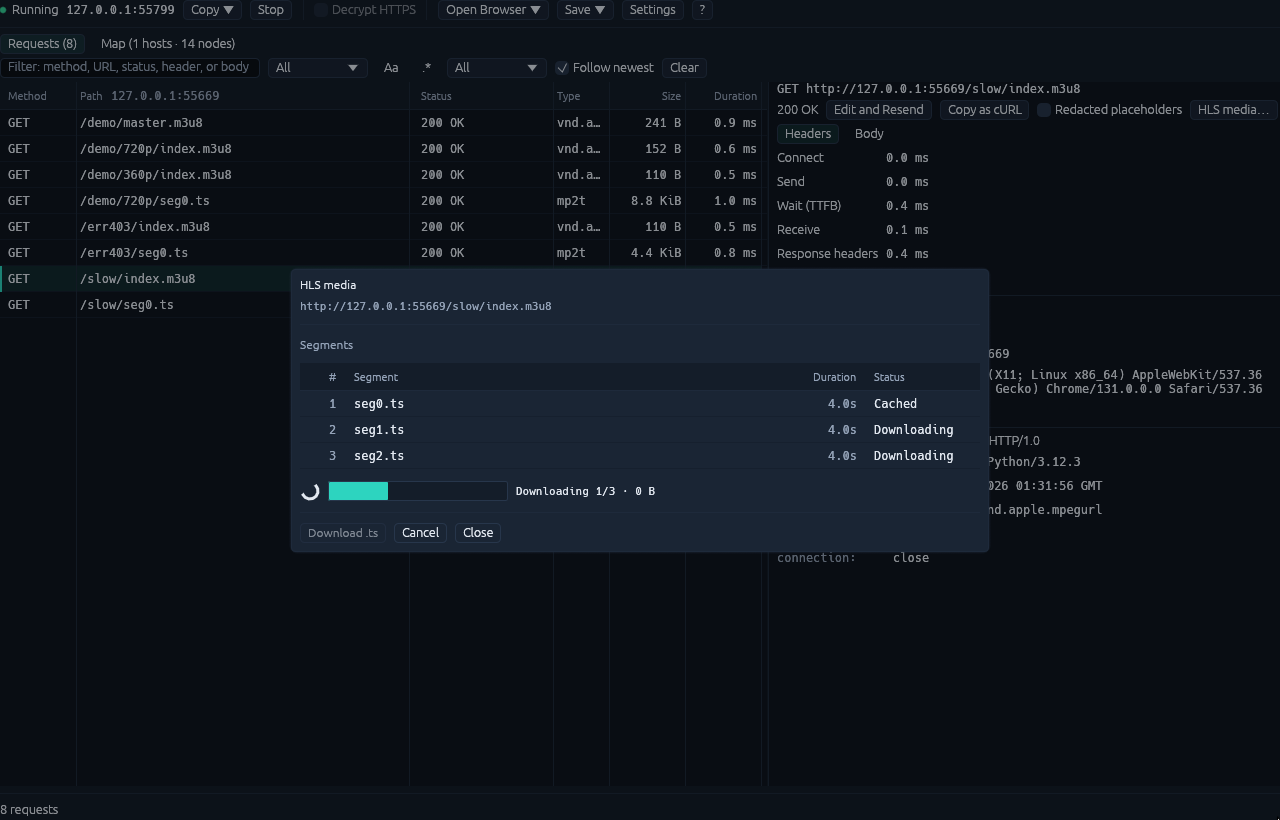 Running 127.0.0.1:55799 Copy ▼ Stop Decrypt HTTPS Open Browser ▼ Save ▼ Settings ?
Requests (8) Map (1 hosts · 14 nodes)
Filter: method, URL, status, header, or body All ▼ Aa .* All ▼ Follow newest Clear
Method Path 127.0.0.1:55669 Status Type Size Duration
GET /demo/master.m3u8 200 OK vnd.a… 241 B 0.9 ms
GET /demo/720p/index.m3u8 200 OK vnd.a… 152 B 0.6 ms
GET /demo/360p/index.m3u8 200 OK vnd.a… 110 B 0.5 ms
GET /demo/720p/seg0.ts 200 OK mp2t 8.8 KiB 1.0 ms
GET /err403/index.m3u8 200 OK vnd.a… 110 B 0.5 ms
GET /err403/seg0.ts 200 OK mp2t 4.4 KiB 0.8 ms
GET /slow/index.m3u8
GET /slow/seg0.ts
GET http://127.0.0.1:55669/slow/index.m3u8
200 OK Edit and Resend Copy as cURL Redacted placeholders HLS media…
Headers Body
Connect 0.0 ms
Send 0.0 ms
Wait (TTFB) 0.4 ms
Receive 0.1 ms
Response headers 0.4 ms
669
(X11; Linux x86_64) AppleWebKit/537.36
Gecko) Chrome/131.0.0.0 Safari/537.36
HTTP/1.0
Python/3.12.3
026 01:31:56 GMT
nd.apple.mpegurl
connection: close
HLS media
http://127.0.0.1:55669/slow/index.m3u8
Segments
# Segment Duration Status
1 seg0.ts 4.0s Cached
2 seg1.ts 4.0s Downloading
3 seg2.ts 4.0s Downloading
Downloading 1/3 · 0 B
Download .ts Cancel Close
8 requests